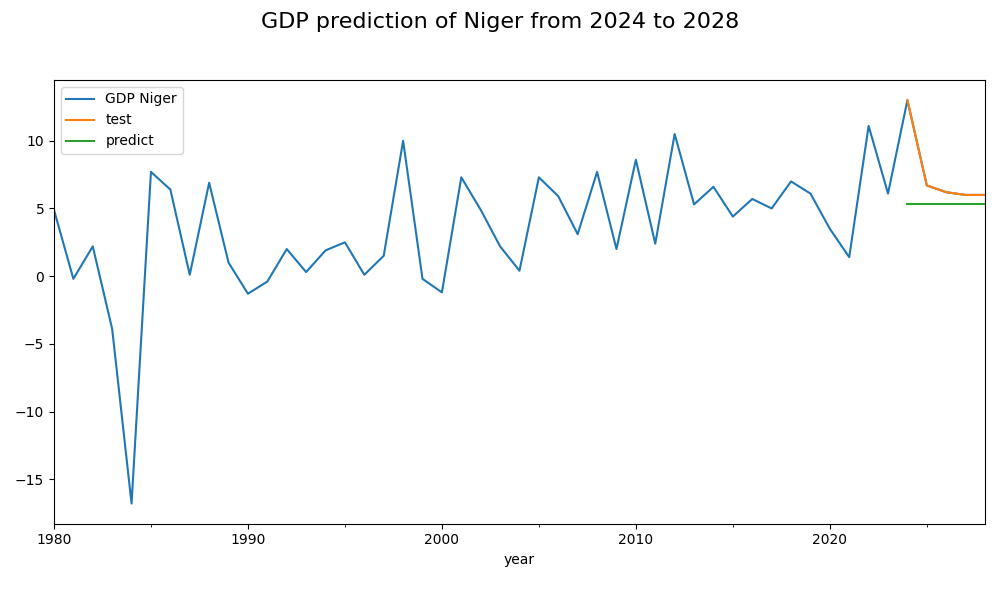 GDP prediction of Niger from 2024 to 2028
GDP Niger
test
predict
10
5
0
−5
−10
−15
1980
1990
2000
2010
2020
year